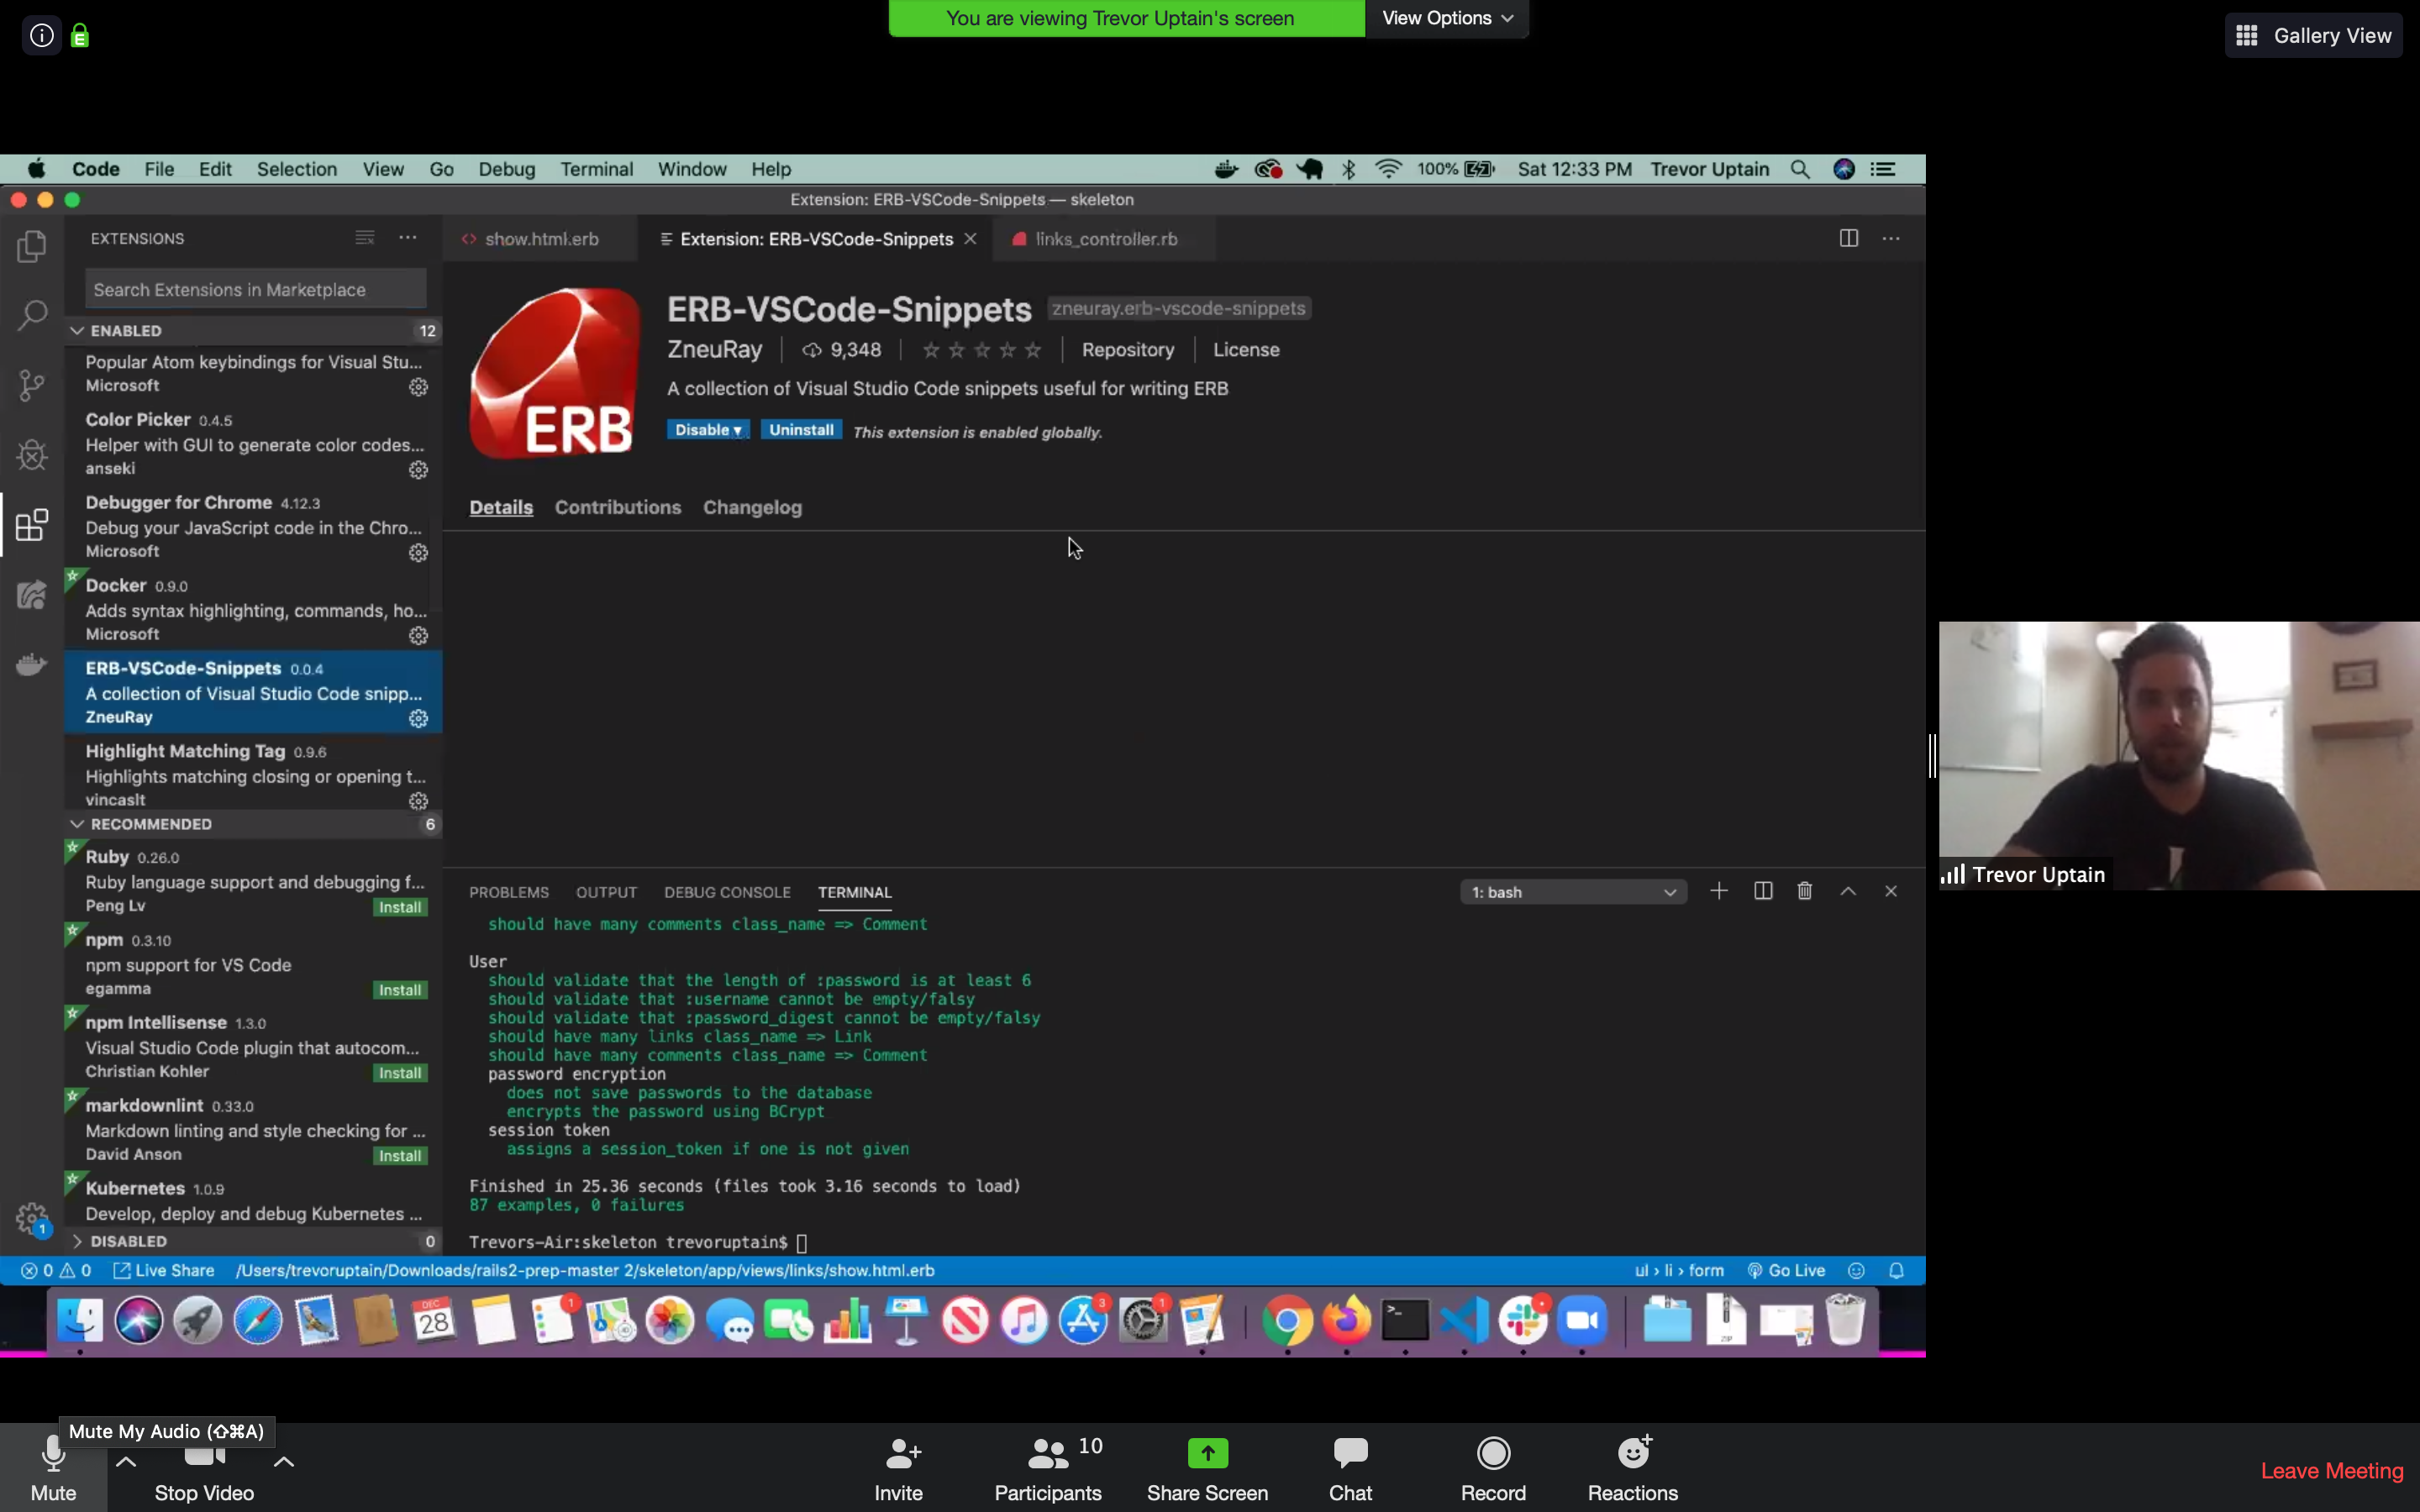 You are viewing Trevor Uptain's screen
View Options
Gallery View
Code File Edit Selection View Go Debug Terminal Window Help
100% Sat 12:33 PM Trevor Uptain
Extension: ERB-VSCode-Snippets — skeleton
EXTENSIONS
show.html.erb
Extension: ERB-VSCode-Snippets
links_controller.rb
Search Extensions in Marketplace
ENABLED 12
Popular Atom keybindings for Visual Stu...
Microsoft
Color Picker 0.4.5
Helper with GUI to generate color codes...
anseki
Debugger for Chrome 4.12.3
Debug your JavaScript code in the Chro...
Microsoft
Docker 0.9.0
Adds syntax highlighting, commands, ho...
Microsoft
ERB-VSCode-Snippets 0.0.4
A collection of Visual Studio Code snipp...
ZneuRay
Highlight Matching Tag 0.9.6
Highlights matching closing or opening t...
vincaslt
RECOMMENDED 6
Ruby 0.26.0
Ruby language support and debugging f...
Peng Lv Install
npm 0.3.10
npm support for VS Code
egamma Install
npm Intellisense 1.3.0
Visual Studio Code plugin that autocom...
Christian Kohler Install
markdownlint 0.33.0
Markdown linting and style checking for ...
David Anson Install
Kubernetes 1.0.9
Develop, deploy and debug Kubernetes ...
DISABLED 0
ERB
ERB-VSCode-Snippets zneuray.erb-vscode-snippets
ZneuRay 9,348 Repository License
A collection of Visual Studio Code snippets useful for writing ERB
Disable Uninstall This extension is enabled globally.
Details Contributions Changelog
PROBLEMS OUTPUT DEBUG CONSOLE TERMINAL
1: bash
should have many comments class_name => Comment
User
should validate that the length of :password is at least 6
should validate that :username cannot be empty/falsy
should validate that :password_digest cannot be empty/falsy
should have many links class_name => Link
should have many comments class_name => Comment
password encryption
does not save passwords to the database
encrypts the password using BCrypt
session token
assigns a session_token if one is not given
Finished in 25.36 seconds (files took 3.16 seconds to load)
87 examples, 0 failures
Trevors-Air:skeleton trevoruptain$
0 0 Live Share /Users/trevoruptain/Downloads/rails2-prep-master 2/skeleton/app/views/links/show.html.erb
ul › li › form Go Live
1
DEC
28
1
3
1
ZIP
Trevor Uptain
Mute My Audio (⇧⌘A)
Mute
Stop Video
Invite
Participants 10
Share Screen
Chat
Record
Reactions
Leave Meeting